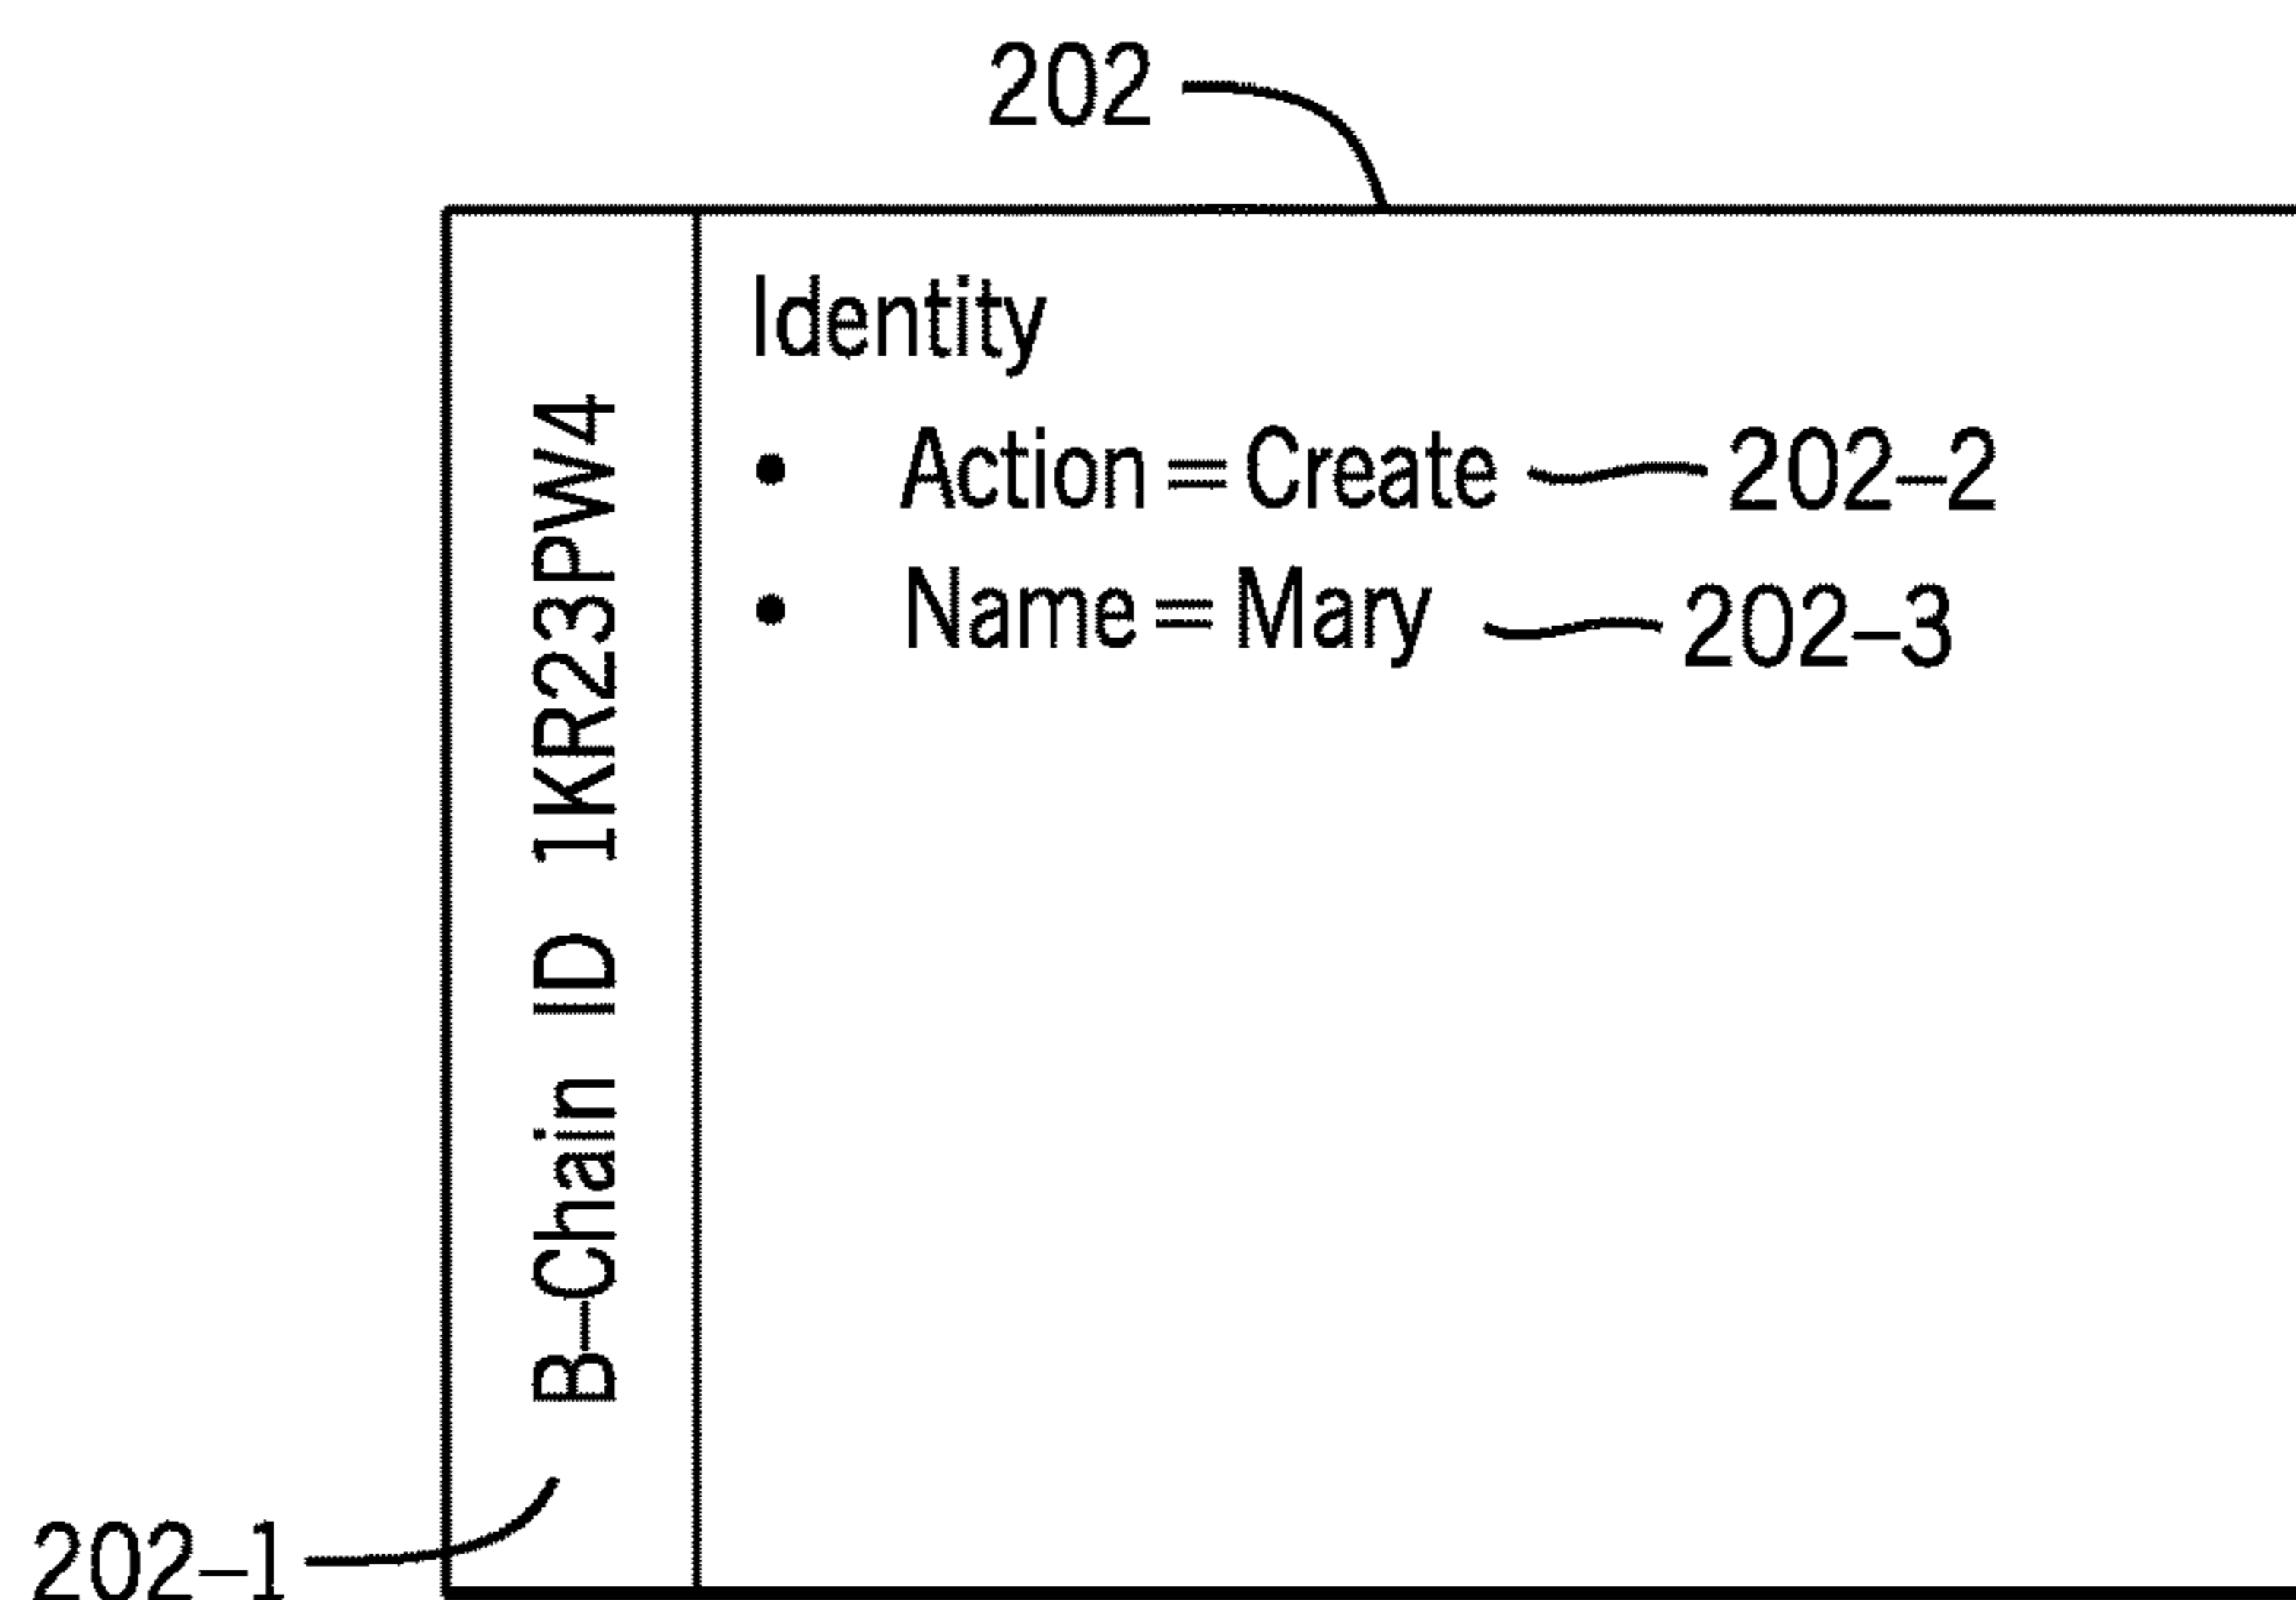 202
Identity
• Action = Create 202–2
• Name = Mary 202–3
B–Chain ID 1KR23PW4
202–1